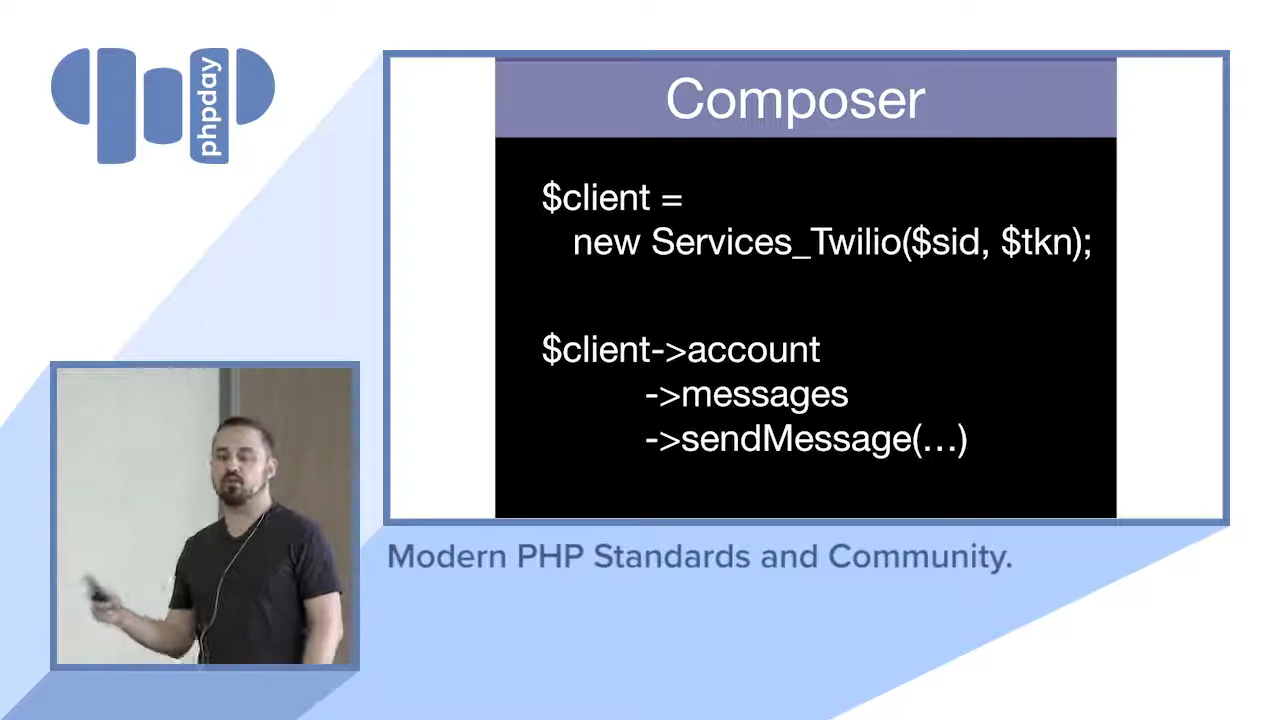 phpday
Composer
$client =
new Services_Twilio($sid, $tkn);
$client->account
->messages
->sendMessage(…)
Modern PHP Standards and Community.